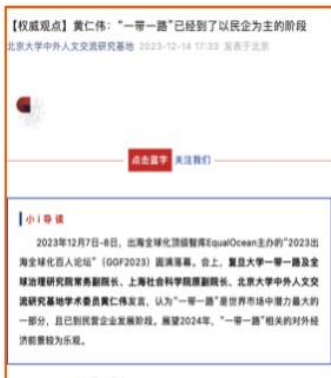 【权威观点】黄仁伟：“一带一路”已经到了以民企为主的阶段
北京大学中外人文交流研究基地 2023-12-14 17:33 发表于北京
点击蓝字 关注我们
小i导读
2023年12月7日-8日，出海全球化顶级智库EqualOcean主办的“2023出
海全球化百人论坛”（GGF2023）圆满落幕。会上，复旦大学一带一路及全
球治理研究院常务副院长、上海社会科学院原副院长、北京大学中外人文交
流研究基地学术委员黄仁伟发言，认为“一带一路”是世界市场中潜力最大的
一部分，且已到民营企业发展阶段。展望2024年，“一带一路”相关的对外经
济前景较为乐观。